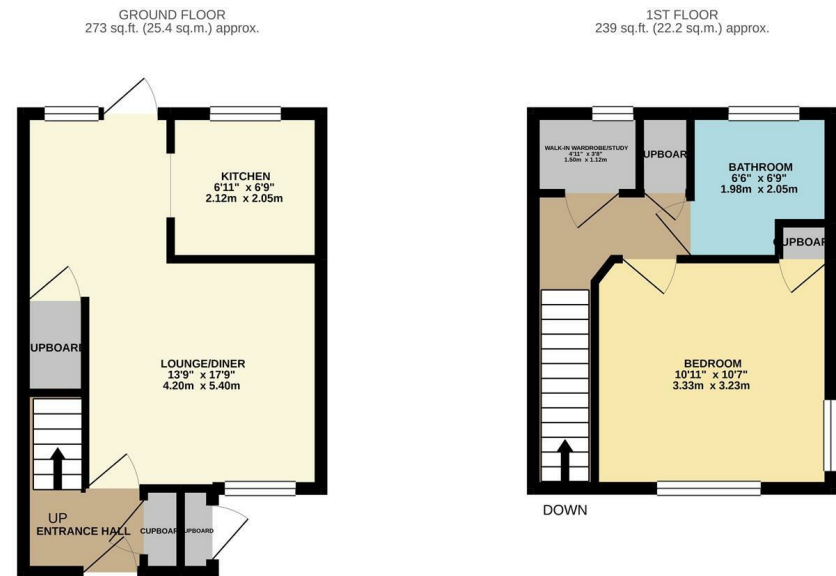 GROUND FLOOR
273 sq.ft. (25.4 sq.m.) approx.
KITCHEN
6'11" x 6'9"
2.12m x 2.05m
UPBOARD
LOUNGE/DINER
13'9" x 17'9"
4.20m x 5.40m
UP
ENTRANCE HALL
CUPBOAR
UPBOARD
1ST FLOOR
239 sq.ft. (22.2 sq.m.) approx.
WALK-IN WARDROBE/STUDY
4'11" x 3'8"
1.50m x 1.12m
UPBOAR
BATHROOM
6'6" x 6'9"
1.98m x 2.05m
CUPBOAR
BEDROOM
10'11" x 10'7"
3.33m x 3.23m
DOWN